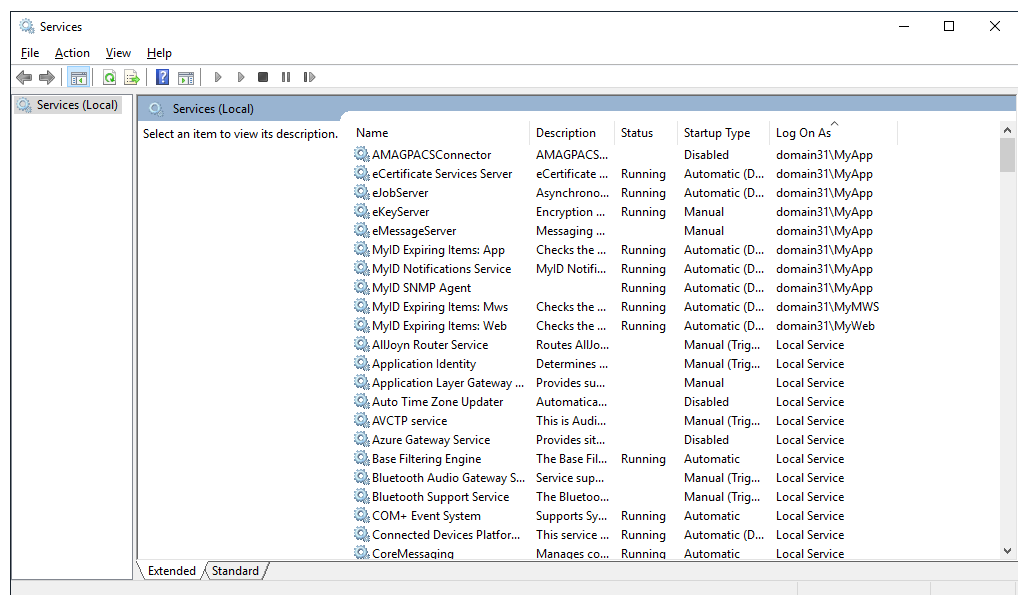 Services
File Action View Help
Services (Local)
Services (Local)
Select an item to view its description.
Name Description Status Startup Type Log On As
AMAGPACSConnector AMAGPACS... Disabled domain31\MyApp
eCertificate Services Server eCertificate ... Running Automatic (D... domain31\MyApp
eJobServer Asynchrono... Running Automatic (D... domain31\MyApp
eKeyServer Encryption ... Running Manual domain31\MyApp
eMessageServer Messaging ... Manual domain31\MyApp
MyID Expiring Items: App Checks the ... Running Automatic (D... domain31\MyApp
MyID Notifications Service MyID Notifi... Running Automatic (D... domain31\MyApp
MyID SNMP Agent Running Automatic (D... domain31\MyApp
MyID Expiring Items: Mws Checks the ... Running Automatic (D... domain31\MyMWS
MyID Expiring Items: Web Checks the ... Running Automatic (D... domain31\MyWeb
AllJoyn Router Service Routes AllJo... Manual (Trig... Local Service
Application Identity Determines ... Manual (Trig... Local Service
Application Layer Gateway ... Provides su... Manual Local Service
Auto Time Zone Updater Automatica... Disabled Local Service
AVCTP service This is Audi... Manual (Trig... Local Service
Azure Gateway Service Provides sit... Disabled Local Service
Base Filtering Engine The Base Fil... Running Automatic Local Service
Bluetooth Audio Gateway S... Service sup... Manual (Trig... Local Service
Bluetooth Support Service The Bluetoo... Manual (Trig... Local Service
COM+ Event System Supports Sy... Running Automatic Local Service
Connected Devices Platfor... This service ... Running Automatic (D... Local Service
CoreMessaging Manages co... Running Automatic Local Service
Extended Standard